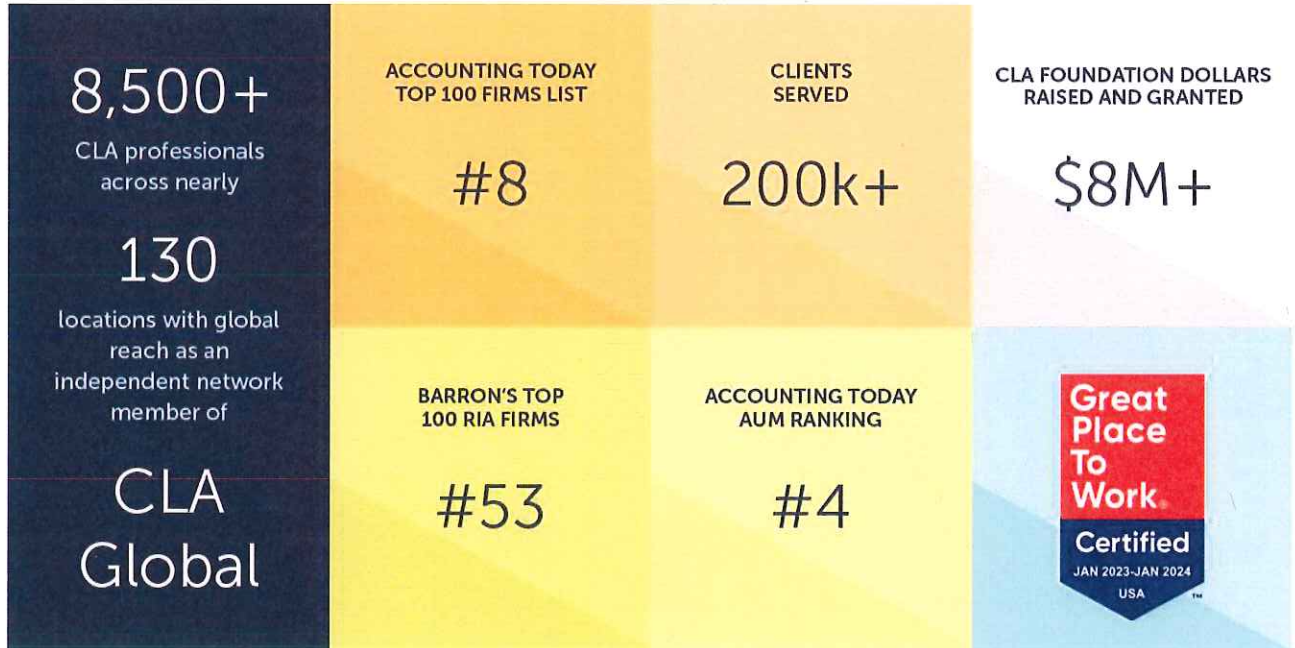 8,500+
CLA professionals
across nearly
130
locations with global
reach as an
independent network
member of
CLA
Global
ACCOUNTING TODAY
TOP 100 FIRMS LIST
#8
CLIENTS
SERVED
200k+
CLA FOUNDATION DOLLARS
RAISED AND GRANTED
$8M+
BARRON'S TOP
100 RIA FIRMS
#53
ACCOUNTING TODAY
AUM RANKING
#4
Great
Place
To
Work®
Certified
JAN 2023-JAN 2024
USA
™